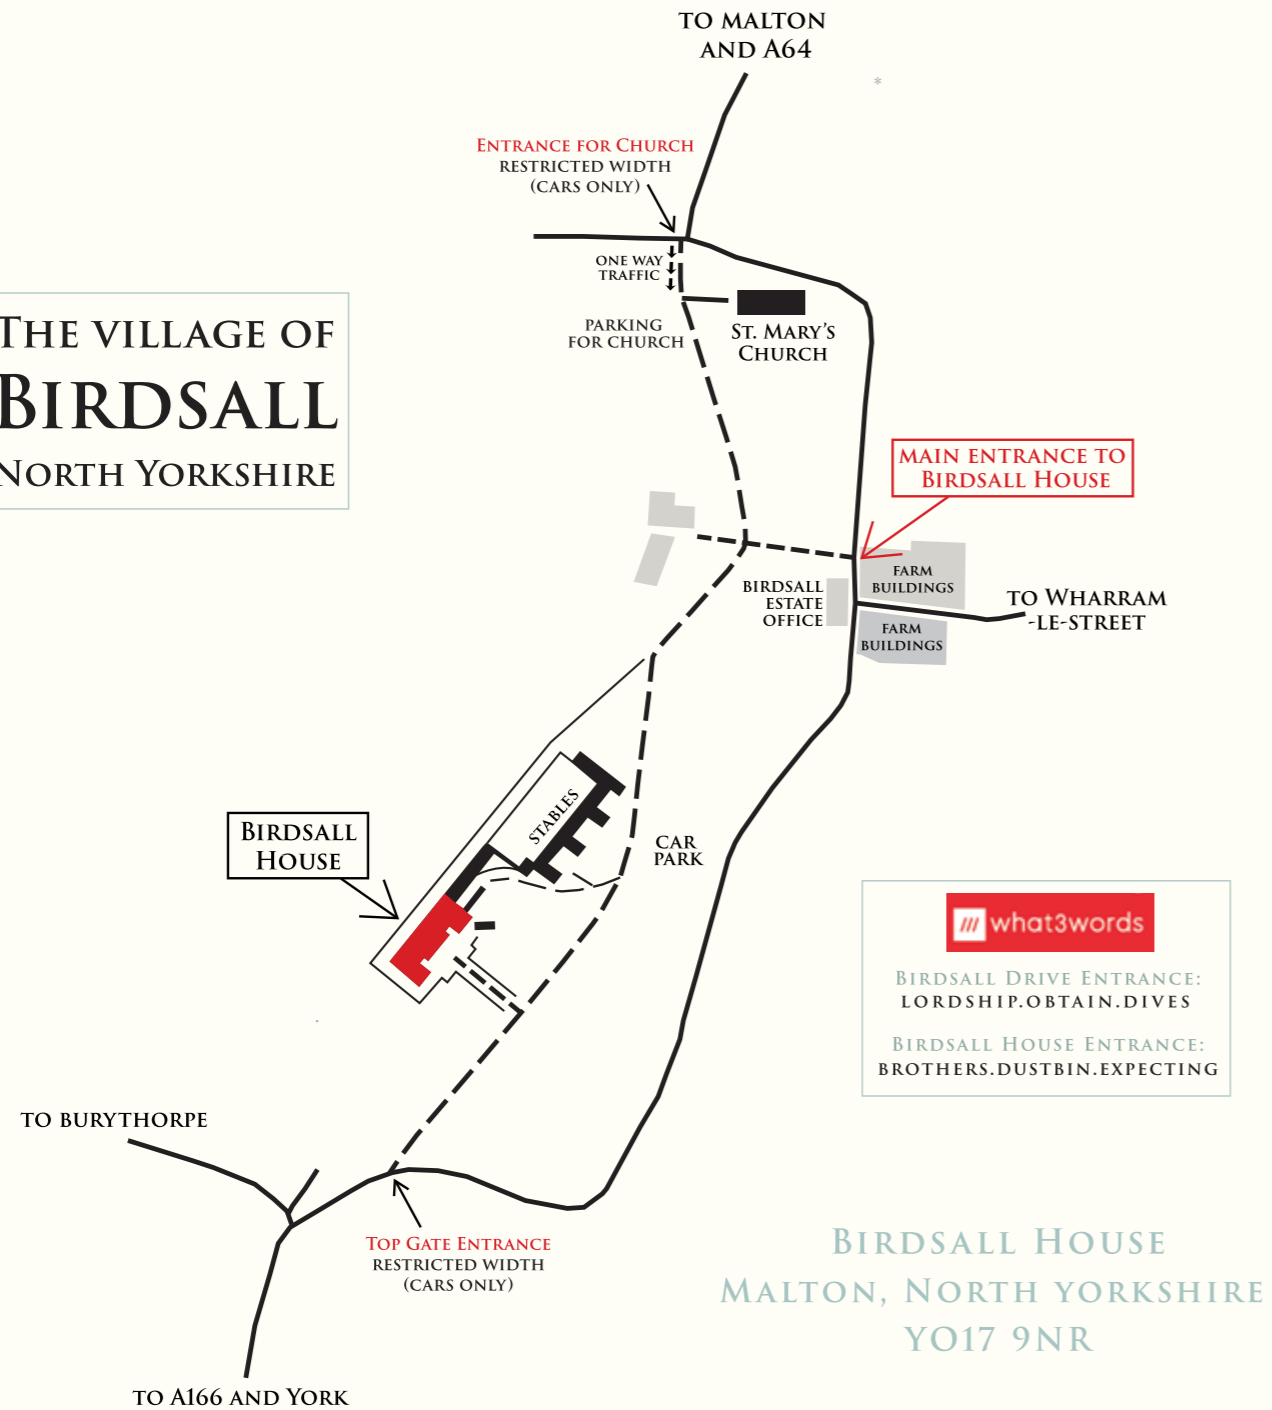 TO MALTON
AND A64
*
ENTRANCE FOR CHURCH
RESTRICTED WIDTH
(CARS ONLY)
ONE WAY
TRAFFIC
PARKING
FOR CHURCH
ST. MARY'S
CHURCH
THE VILLAGE OF
BIRDSALL
NORTH YORKSHIRE
MAIN ENTRANCE TO
BIRDSALL HOUSE
FARM
BUILDINGS
BIRDSALL
ESTATE
OFFICE
TO WHARRAM
-LE-STREET
FARM
BUILDINGS
STABLES
BIRDSALL
HOUSE
CAR
PARK
/// what3words
BIRDSALL DRIVE ENTRANCE:
LORDSHIP.OBTAIN.DIVES
BIRDSALL HOUSE ENTRANCE:
BROTHERS.DUSTBIN.EXPECTING
TO BURYTHORPE
TOP GATE ENTRANCE
RESTRICTED WIDTH
(CARS ONLY)
BIRDSALL HOUSE
MALTON, NORTH YORKSHIRE
YO17 9NR
TO A166 AND YORK